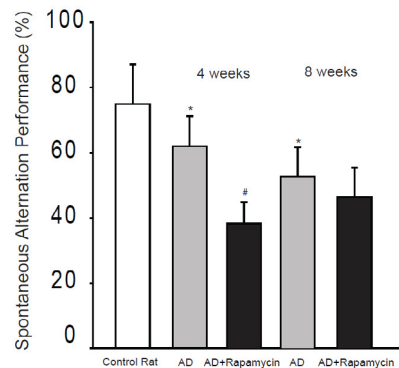 Spontaneous Alternation Performance (%)
100
80
60
40
20
0
4 weeks
8 weeks
*
#
*
Control Rat
AD
AD+Rapamycin
AD
AD+Rapamycin